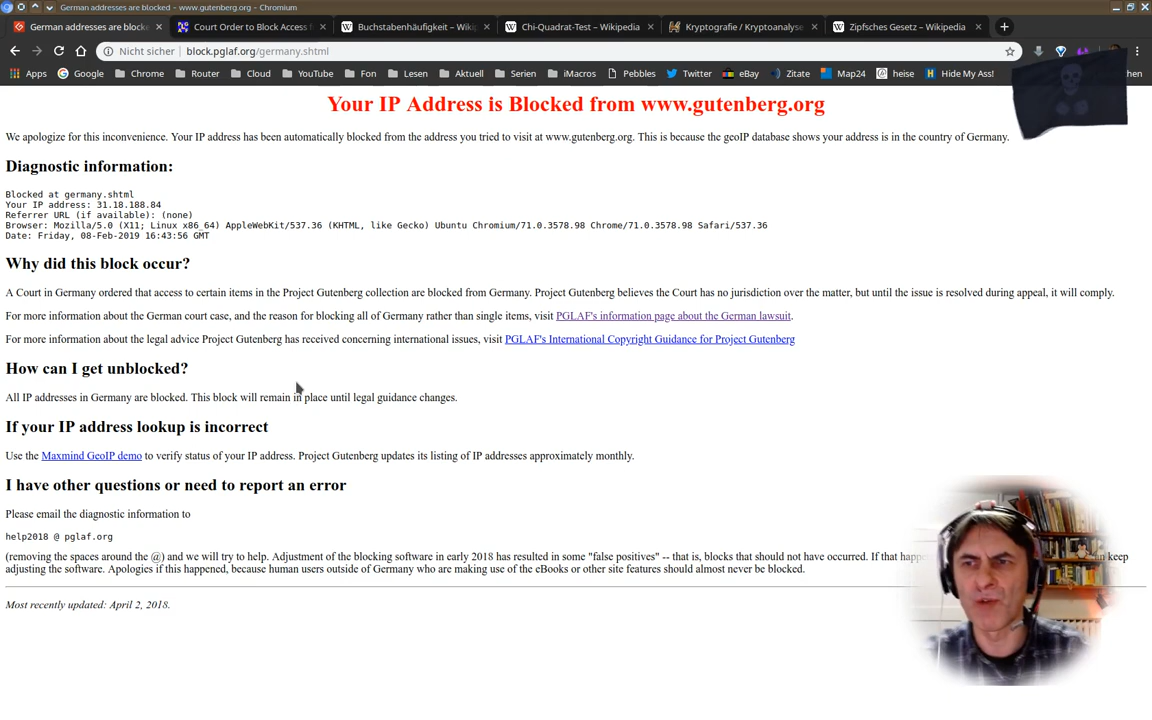 German addresses are blocked – www.gutenberg.org – Chromium
German addresses are blocke
Court Order to Block Access
Buchstabenhäufigkeit – Wiki
Chi-Quadrat-Test – Wikipedia
Kryptografie / Kryptoanalyse
Zipfsches Gesetz – Wikipedia
Nicht sicher | block.pglaf.org/germany.shtml
Apps Google Chrome Router Cloud YouTube Fon Lesen Aktuell Serien iMacros Pebbles Twitter eBay Zitate Map24 heise Hide My Ass! hen
Your IP Address is Blocked from www.gutenberg.org
We apologize for this inconvenience. Your IP address has been automatically blocked from the address you tried to visit at www.gutenberg.org. This is because the geoIP database shows your address is in the country of Germany.
Diagnostic information:
Blocked at germany.shtml
Your IP address: 31.18.188.84
Referrer URL (if available): (none)
Browser: Mozilla/5.0 (X11; Linux x86_64) AppleWebKit/537.36 (KHTML, like Gecko) Ubuntu Chromium/71.0.3578.98 Chrome/71.0.3578.98 Safari/537.36
Date: Friday, 08-Feb-2019 16:43:56 GMT
Why did this block occur?
A Court in Germany ordered that access to certain items in the Project Gutenberg collection are blocked from Germany. Project Gutenberg believes the Court has no jurisdiction over the matter, but until the issue is resolved during appeal, it will comply.
For more information about the German court case, and the reason for blocking all of Germany rather than single items, visit PGLAF's information page about the German lawsuit.
For more information about the legal advice Project Gutenberg has received concerning international issues, visit PGLAF's International Copyright Guidance for Project Gutenberg
How can I get unblocked?
All IP addresses in Germany are blocked. This block will remain in place until legal guidance changes.
If your IP address lookup is incorrect
Use the Maxmind GeoIP demo to verify status of your IP address. Project Gutenberg updates its listing of IP addresses approximately monthly.
I have other questions or need to report an error
Please email the diagnostic information to
help2018 @ pglaf.org
(removing the spaces around the @) and we will try to help. Adjustment of the blocking software in early 2018 has resulted in some "false positives" -- that is, blocks that should not have occurred. If that happe keep
adjusting the software. Apologies if this happened, because human users outside of Germany who are making use of the eBooks or other site features should almost never be blocked.
Most recently updated: April 2, 2018.